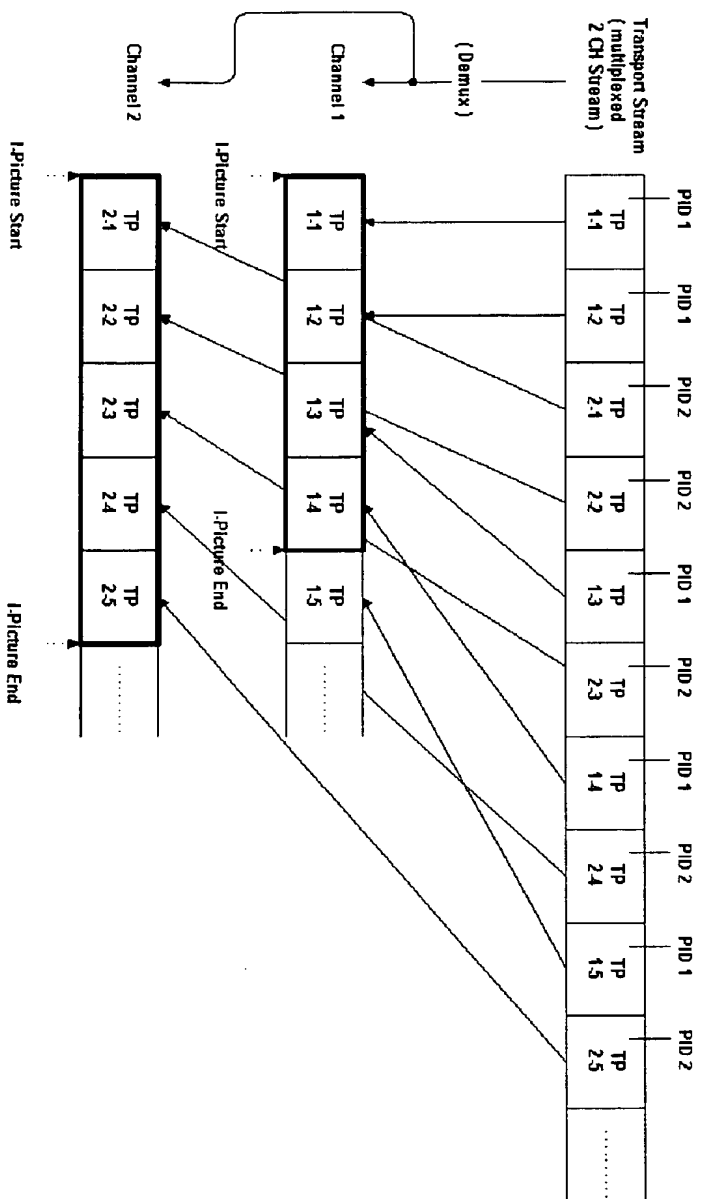 Transport Stream
( multiplexed
2 CH Stream )
PID 1
PID 1
PID 2
PID 2
PID 1
PID 2
PID 1
PID 2
PID 1
PID 2
TP
1-1
TP
1-2
TP
2-1
TP
2-2
TP
1-3
TP
2-3
TP
1-4
TP
2-4
TP
1-5
TP
2-5
........
( Demux )
Channel 1
TP
1-1
TP
1-2
TP
1-3
TP
1-4
TP
1-5
........
I-Picture Start
I-Picture End
Channel 2
TP
2-1
TP
2-2
TP
2-3
TP
2-4
TP
2-5
........
I-Picture Start
I-Picture End